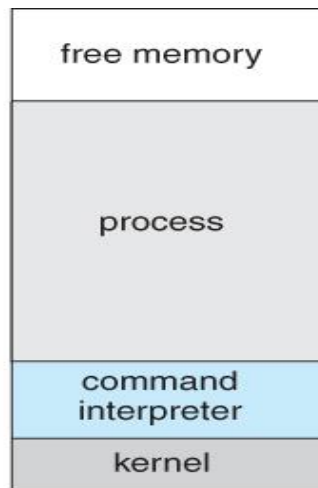 free memory
process
command
interpreter
kernel